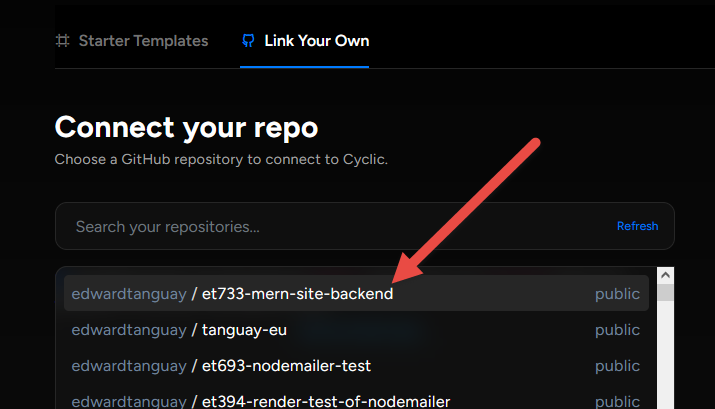 Starter Templates Link Your Own
Connect your repo
Choose a GitHub repository to connect to Cyclic.
Search your repositories... Refresh
edwardtanguay / et733-mern-site-backend public
edwardtanguay / tanguay-eu public
edwardtanguay / et693-nodemailer-test public
edwardtanguay / et394-render-test-of-nodemailer public